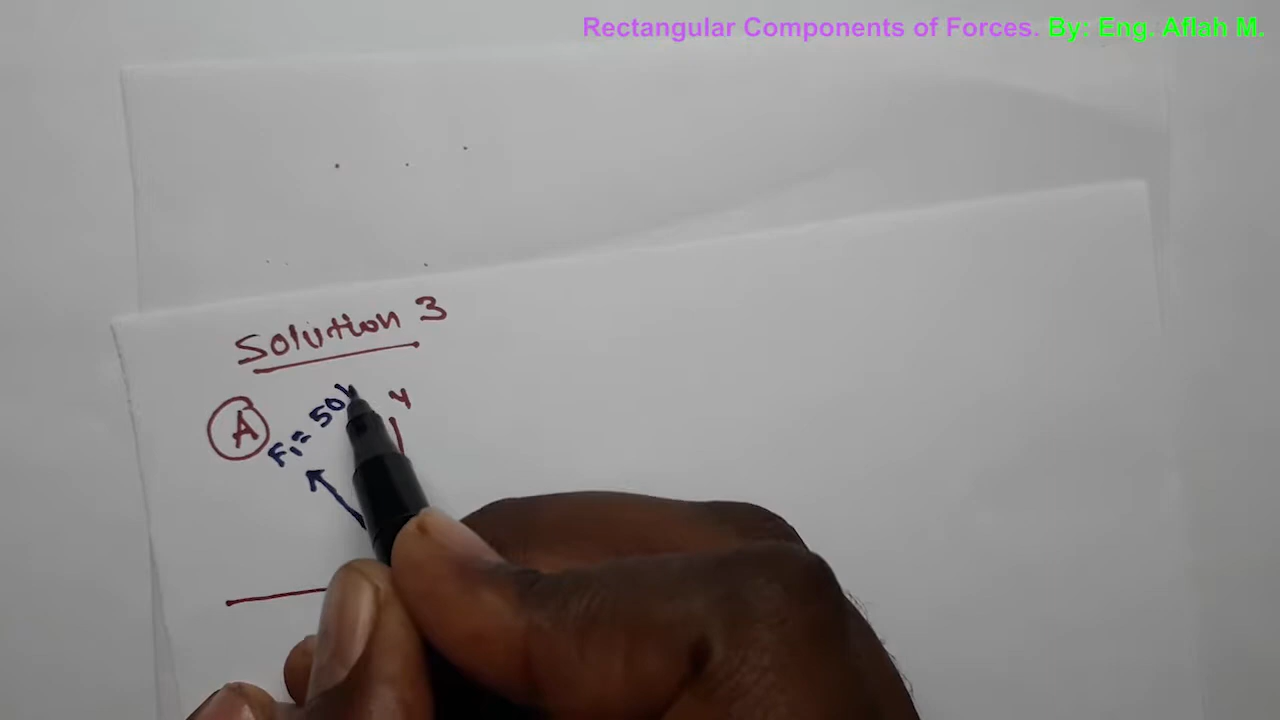 Rectangular Components of Forces. By: Eng. Aflah M.
Solution 3
A
F₁ = 50
y